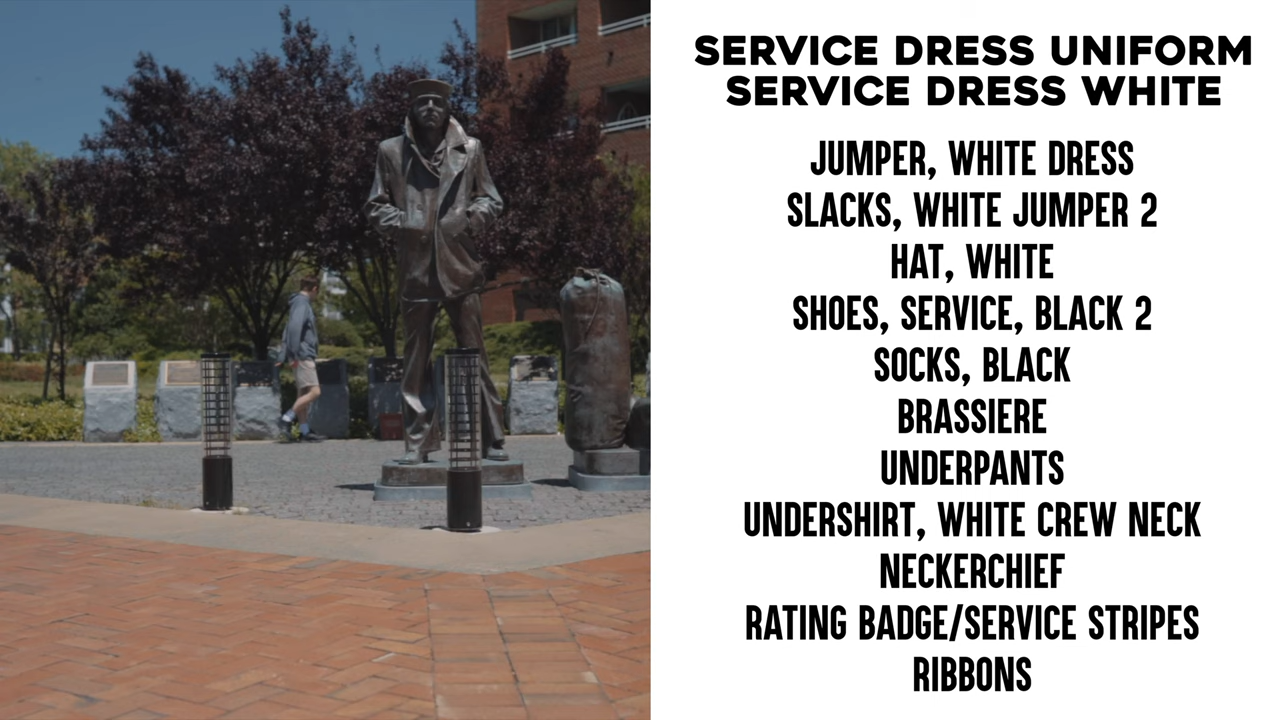 SERVICE DRESS UNIFORM
SERVICE DRESS WHITE
JUMPER, WHITE DRESS
SLACKS, WHITE JUMPER 2
HAT, WHITE
SHOES, SERVICE, BLACK 2
SOCKS, BLACK
BRASSIERE
UNDERPANTS
UNDERSHIRT, WHITE CREW NECK
NECKERCHIEF
RATING BADGE/SERVICE STRIPES
RIBBONS